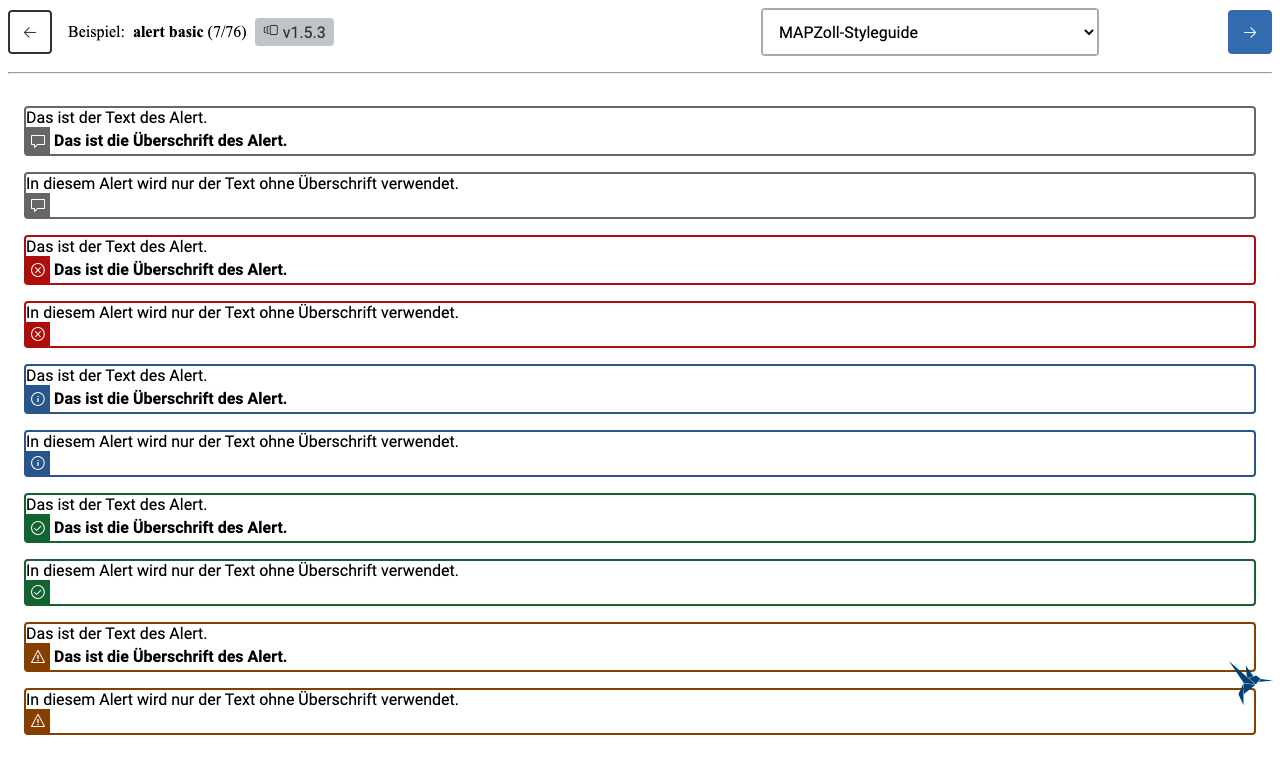 Beispiel: alert basic (7/76) v1.5.3 MAPZoll-Styleguide
Das ist der Text des Alert.
Das ist die Überschrift des Alert.
In diesem Alert wird nur der Text ohne Überschrift verwendet.
Das ist der Text des Alert.
Das ist die Überschrift des Alert.
In diesem Alert wird nur der Text ohne Überschrift verwendet.
Das ist der Text des Alert.
Das ist die Überschrift des Alert.
In diesem Alert wird nur der Text ohne Überschrift verwendet.
Das ist der Text des Alert.
Das ist die Überschrift des Alert.
In diesem Alert wird nur der Text ohne Überschrift verwendet.
Das ist der Text des Alert.
Das ist die Überschrift des Alert.
In diesem Alert wird nur der Text ohne Überschrift verwendet.